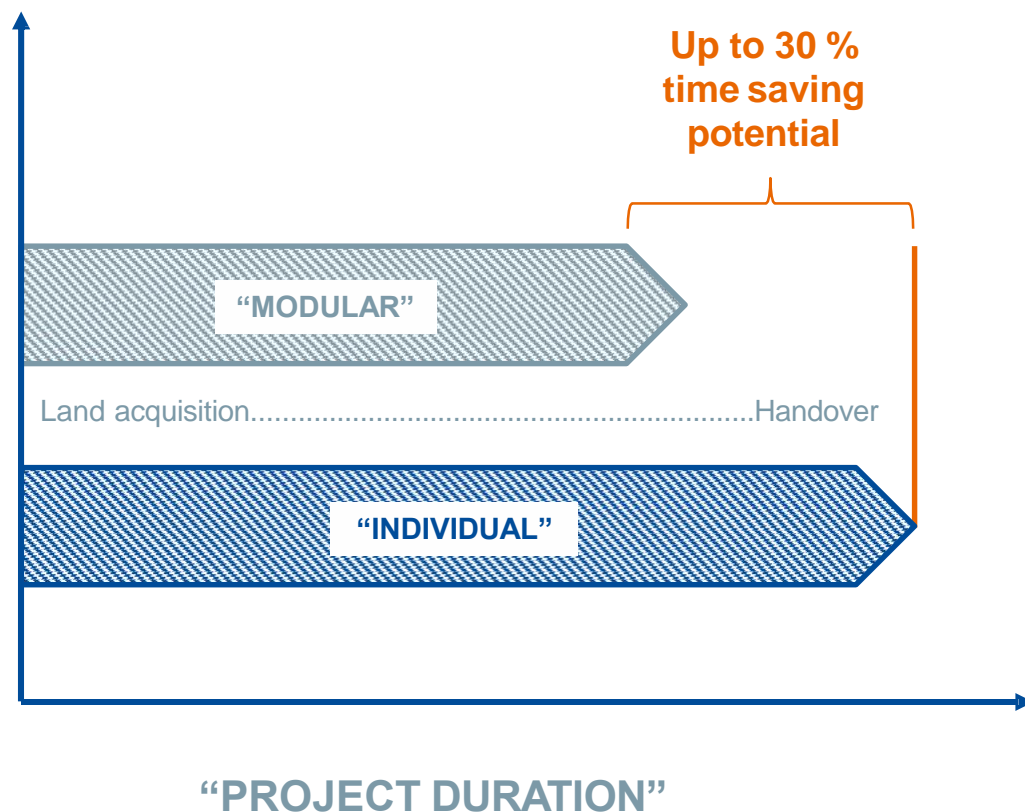 Up to 30 %
time saving
potential
“MODULAR”
Land acquisition...............................................................Handover
“INDIVIDUAL”
“PROJECT DURATION”